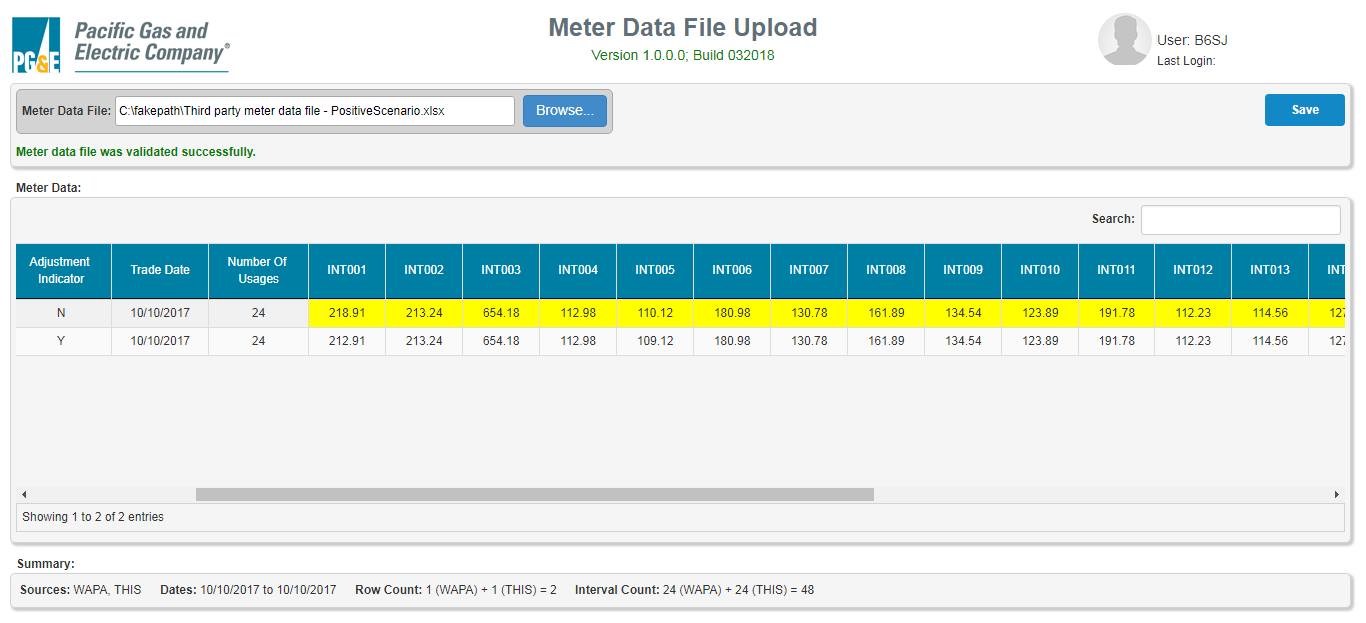 PG&E
Pacific Gas and
Electric Company®
Meter Data File Upload
Version 1.0.0.0; Build 032018
User: B6SJ
Last Login:
Meter Data File: C:\fakepath\Third party meter data file - PositiveScenario.xlsx Browse... Save
Meter data file was validated successfully.
Meter Data:
Search:
Adjustment Indicator Trade Date Number Of Usages INT001 INT002 INT003 INT004 INT005 INT006 INT007 INT008 INT009 INT010 INT011 INT012 INT013 INT
N 10/10/2017 24 218.91 213.24 654.18 112.98 110.12 180.98 130.78 161.89 134.54 123.89 191.78 112.23 114.56 127
Y 10/10/2017 24 212.91 213.24 654.18 112.98 109.12 180.98 130.78 161.89 134.54 123.89 191.78 112.23 114.56 127
Showing 1 to 2 of 2 entries
Summary:
Sources: WAPA, THIS Dates: 10/10/2017 to 10/10/2017 Row Count: 1 (WAPA) + 1 (THIS) = 2 Interval Count: 24 (WAPA) + 24 (THIS) = 48